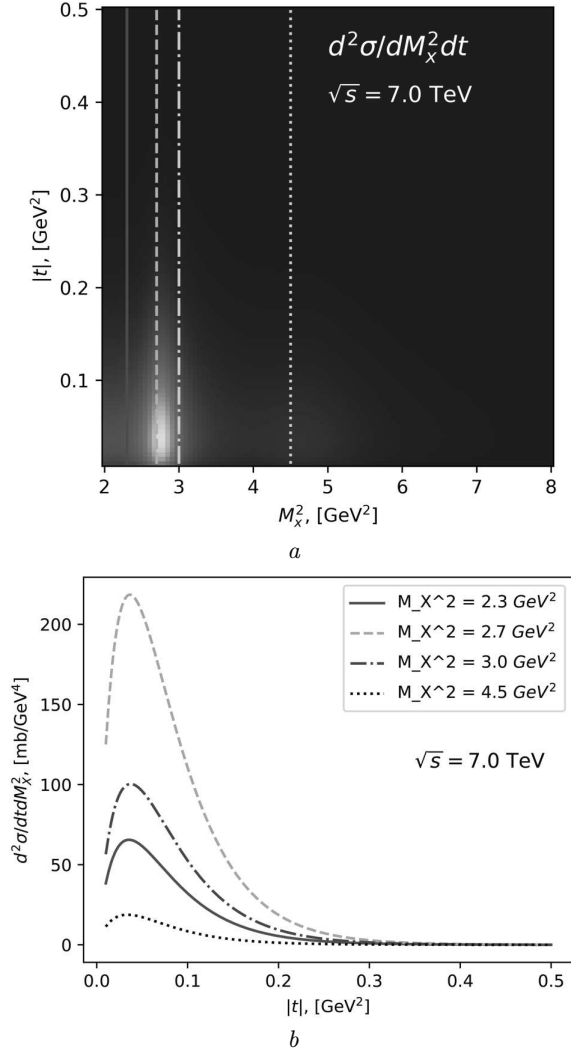 0.5
d²σ/dM²ₓdt
√s = 7.0 TeV
0.4
0.3
|t|, [GeV²]
0.2
0.1
2 3 4 5 6 7 8
M²ₓ, [GeV²]
a
M_X^2 = 2.3 GeV²
M_X^2 = 2.7 GeV²
M_X^2 = 3.0 GeV²
M_X^2 = 4.5 GeV²
200
150
√s = 7.0 TeV
d²σ/dtdM²_X, [mb/GeV⁴]
100
50
0
0.0 0.1 0.2 0.3 0.4 0.5
|t|, [GeV²]
b